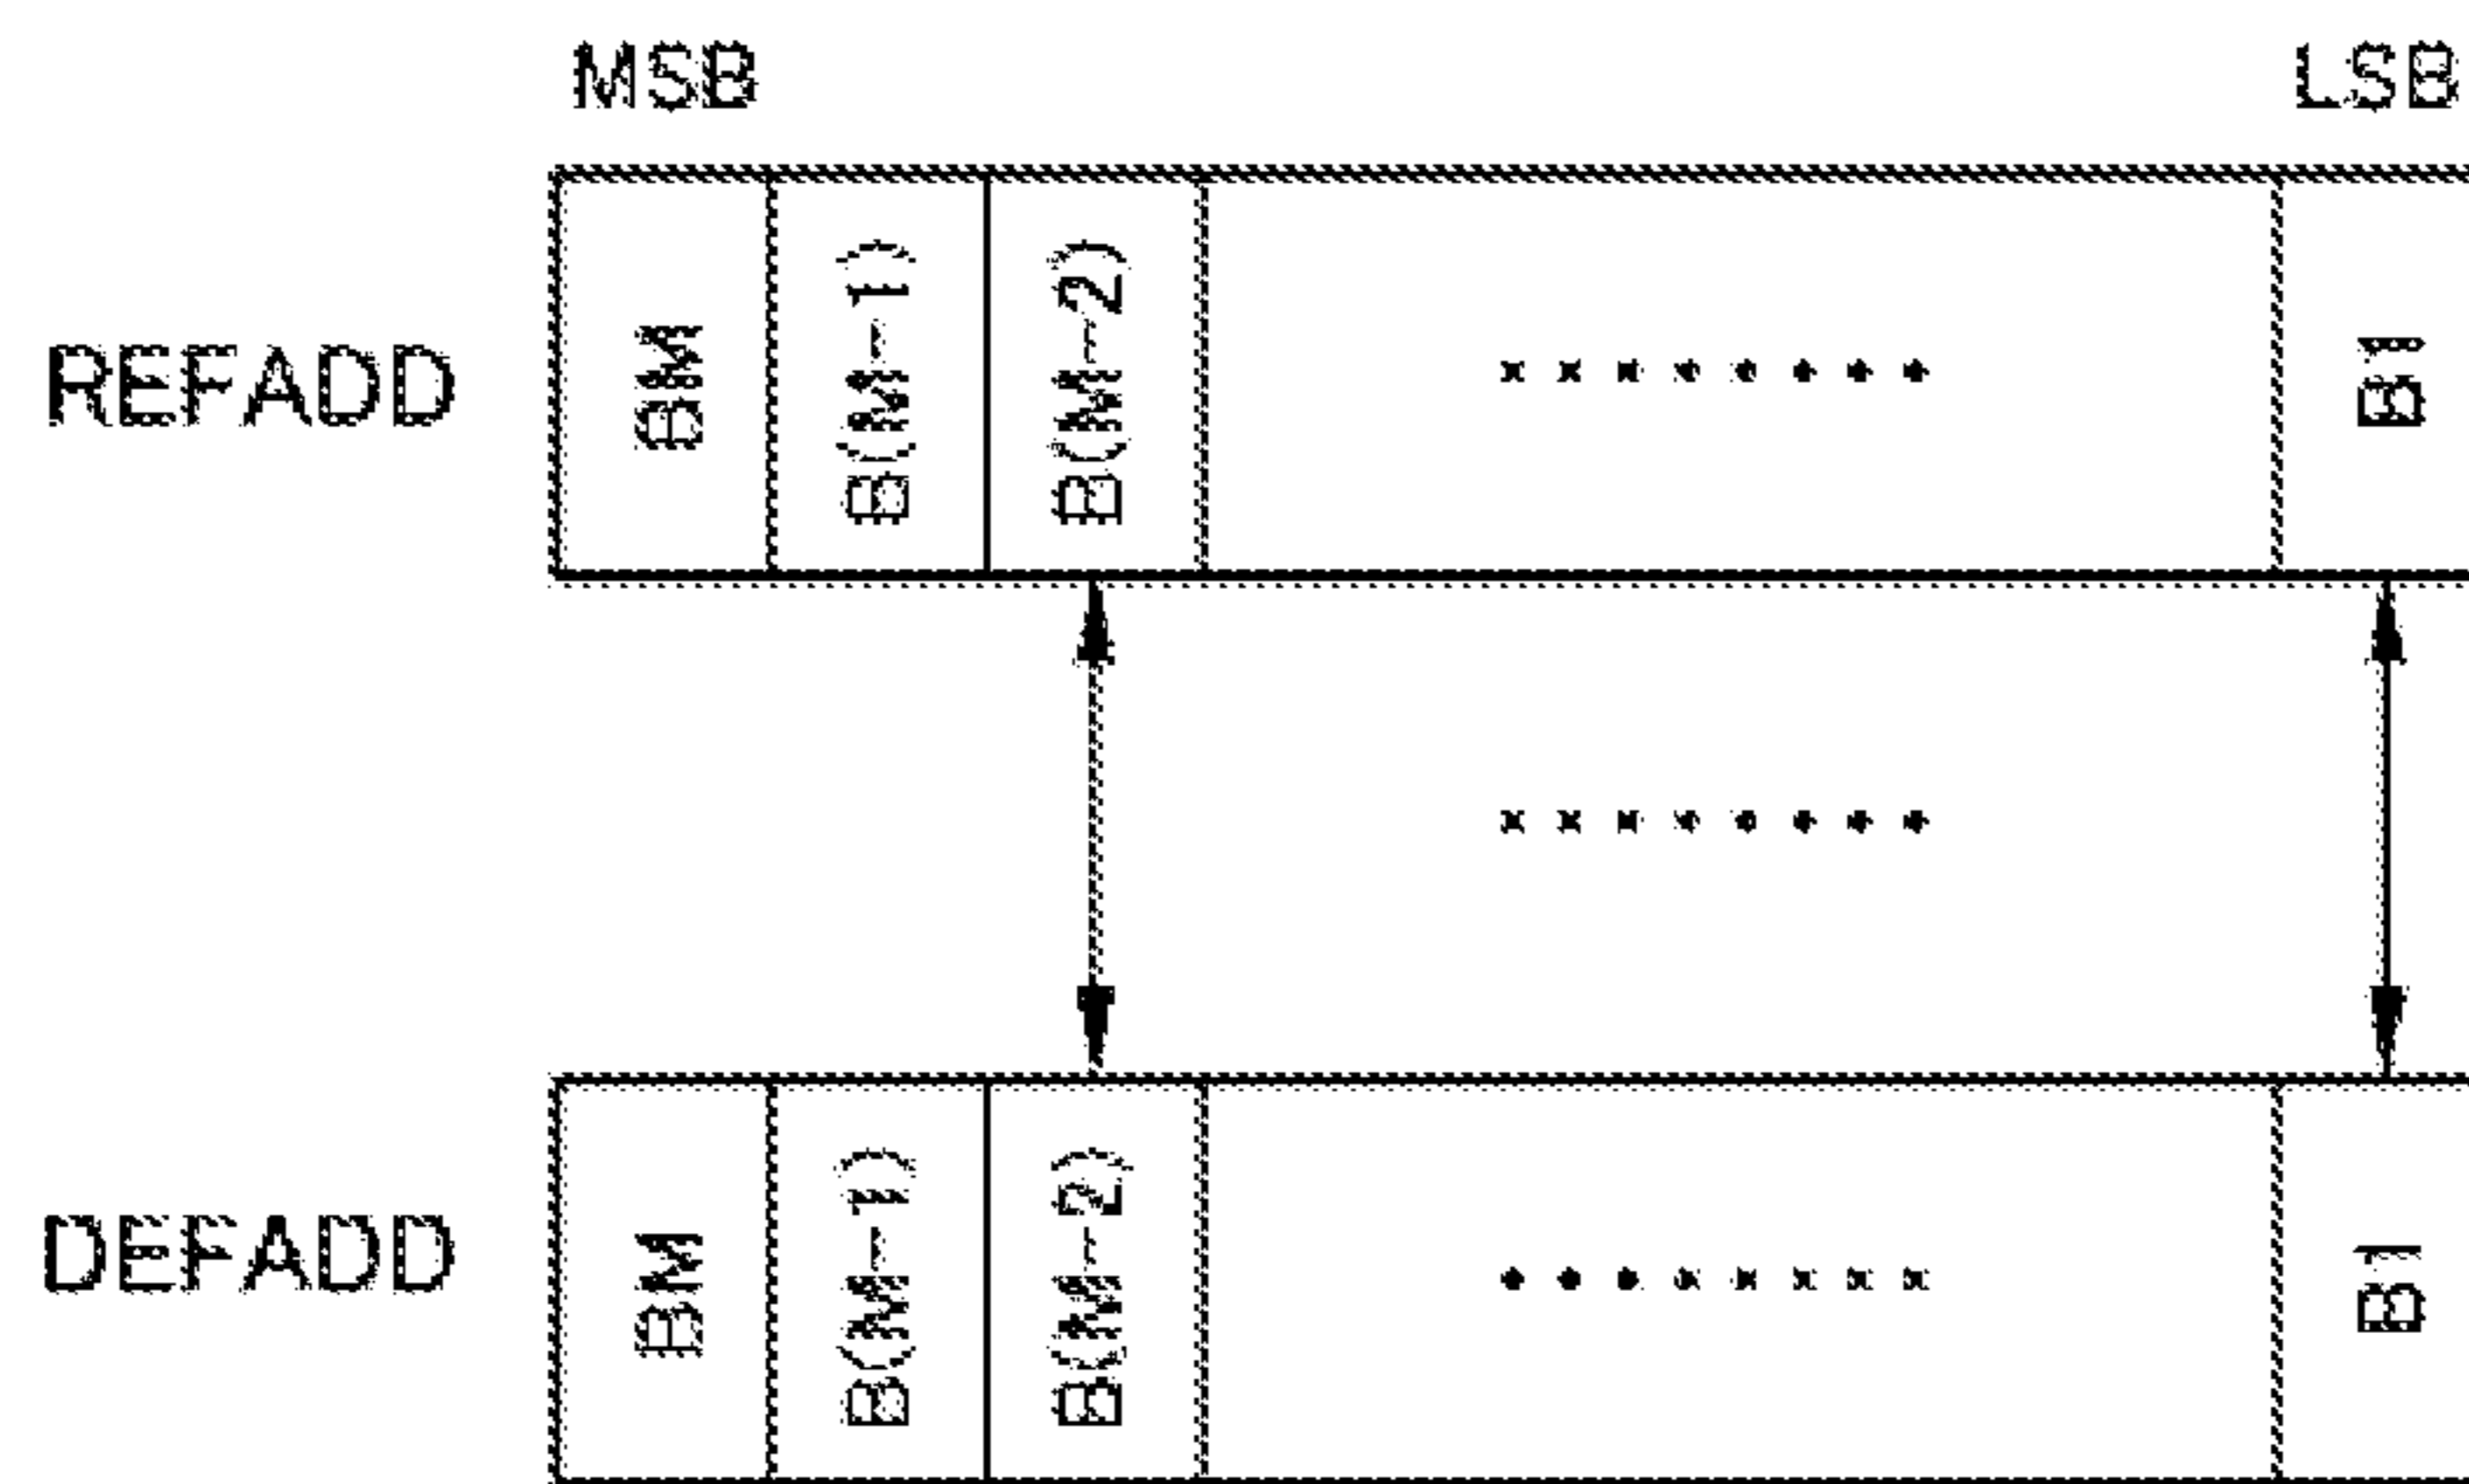 MSB LSB
REFADD BM B(M-1) B(M-2) ........ B1
........
DEFADD BM B(M-1) B(M-2) ........ B1